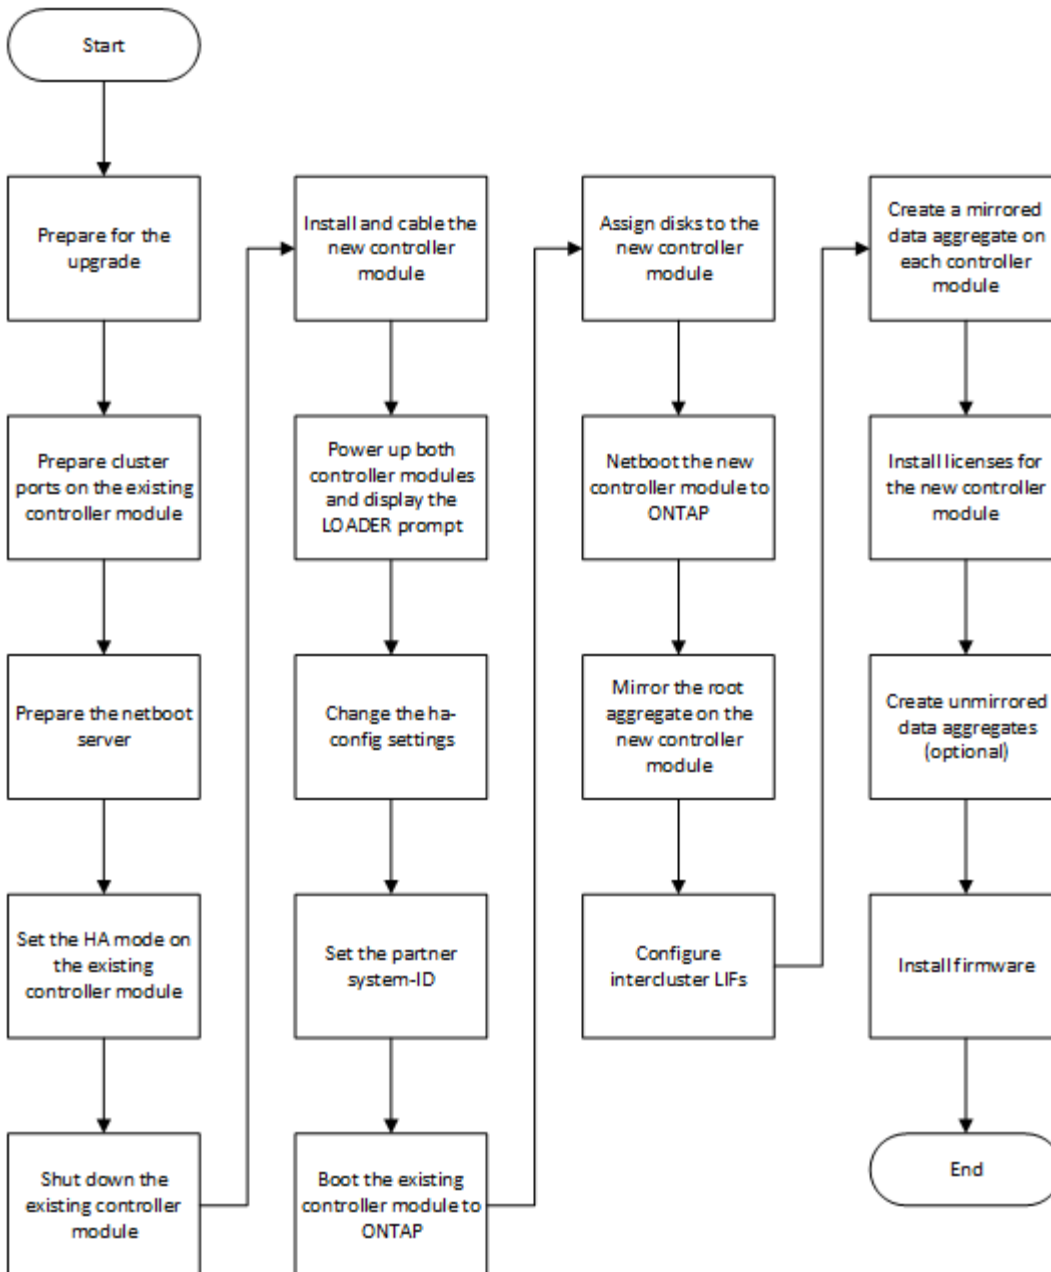 Start
Prepare for the
upgrade
Prepare cluster
ports on the existing
controller module
Prepare the netboot
server
Set the HA mode on
the existing
controller module
Shut down the
existing controller
module
Install and cable the
new controller
module
Power up both
controller modules
and display the
LOADER prompt
Change the ha-
config settings
Set the partner
system-ID
Boot the existing
controller module to
ONTAP
Assign disks to the
new controller
module
Netboot the new
controller module to
ONTAP
Mirror the root
aggregate on the
new controller
module
Configure
intercluster LIFs
Create a mirrored
data aggregate on
each controller
module
Install licenses for
the new controller
module
Create unmirrored
data aggregates
(optional)
Install firmware
End